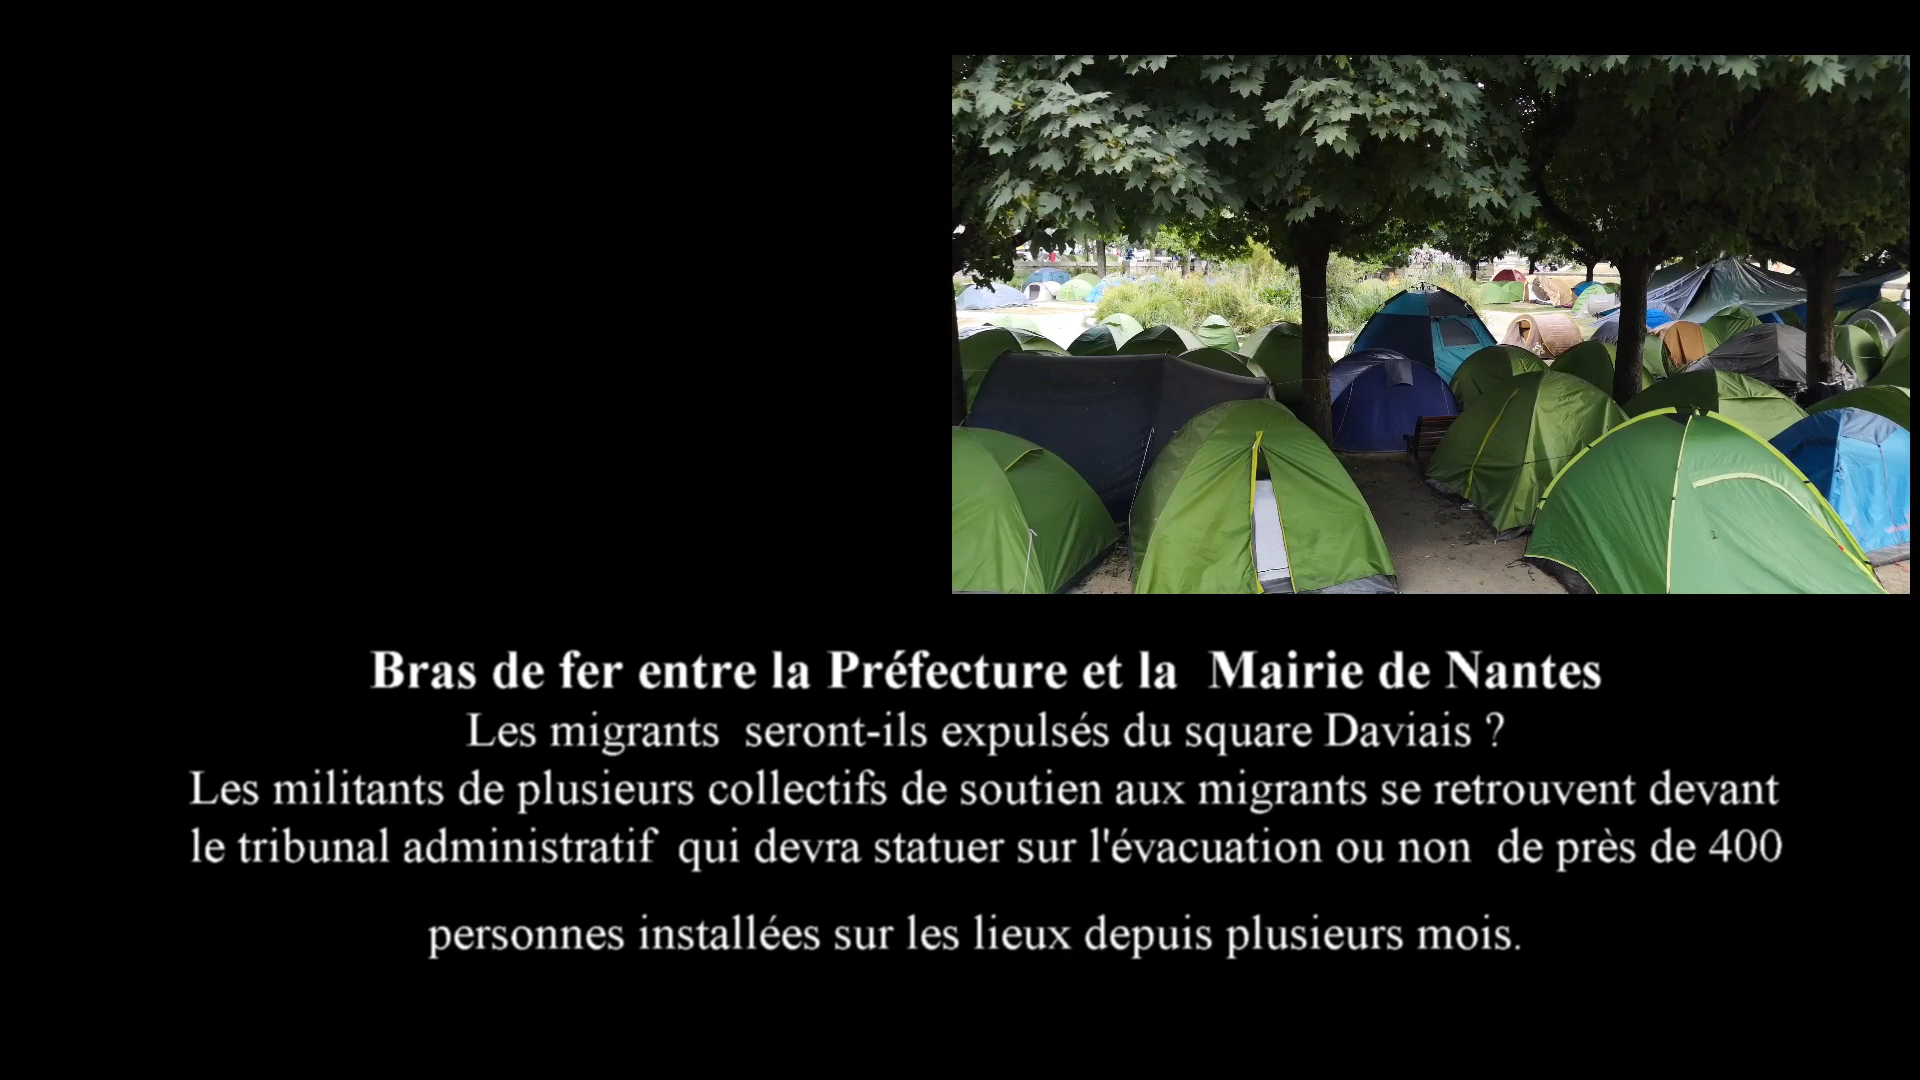 Bras de fer entre la Préfecture et la Mairie de Nantes
Les migrants seront-ils expulsés du square Daviais ?
Les militants de plusieurs collectifs de soutien aux migrants se retrouvent devant
le tribunal administratif qui devra statuer sur l'évacuation ou non de près de 400
personnes installées sur les lieux depuis plusieurs mois.